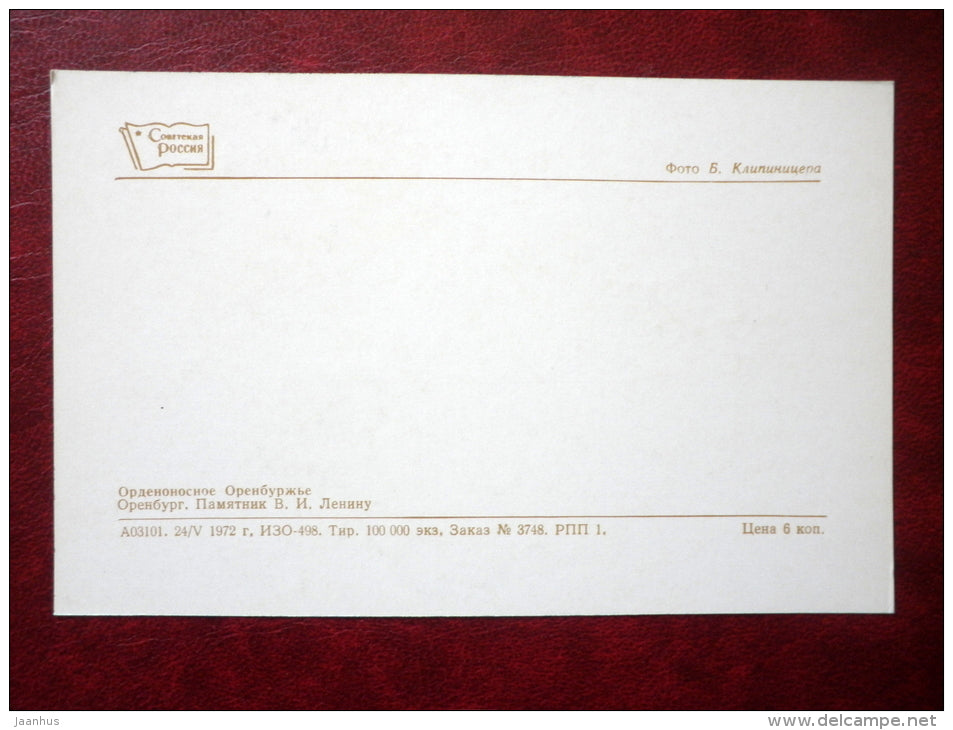 Советская
Россия
Фото Б. Клипиницера
Орденоносное Оренбуржье
Оренбург. Памятник В. И. Ленину
А03101. 24/V 1972 г. ИЗО-498. Тир. 100 000 экз. Заказ № 3748. РПП 1.
Цена 6 коп.
jaanhus
www.delcampe.net